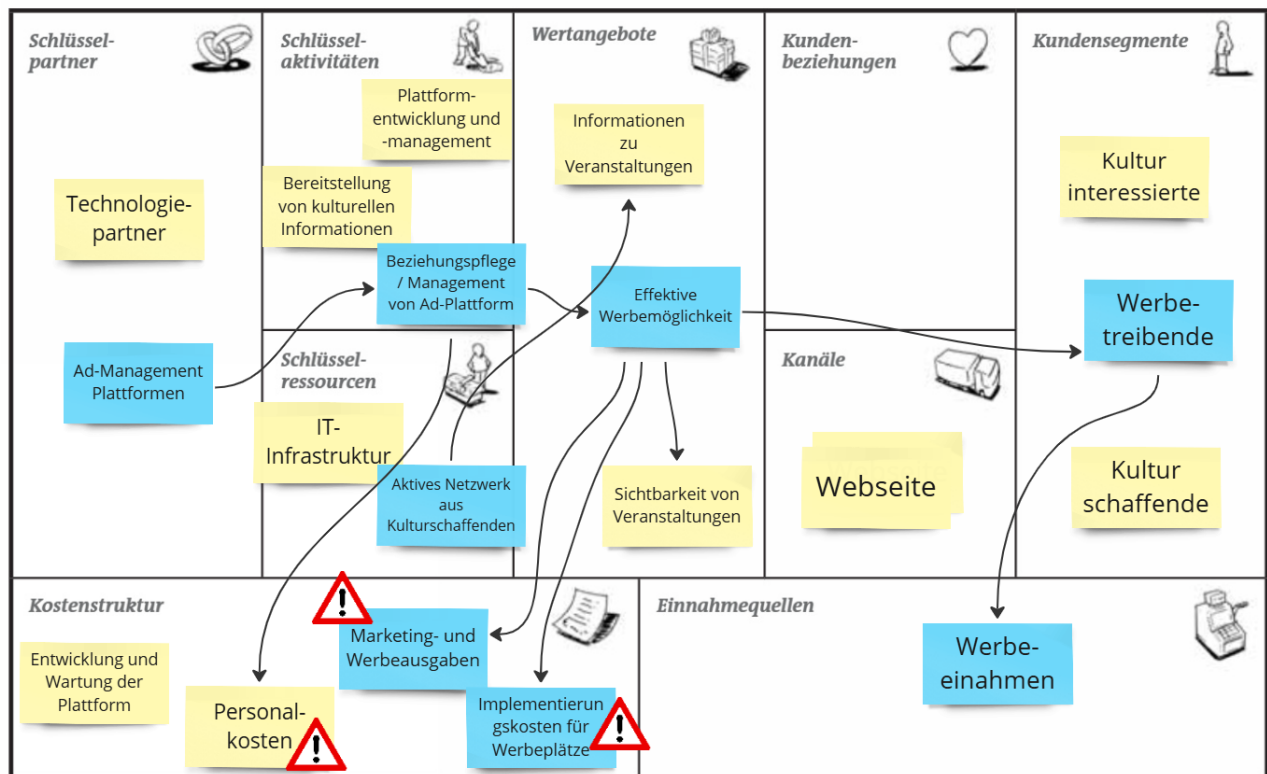 Schlüssel-
partner
Technologie-
partner
Ad-Management
Plattformen
Schlüssel-
aktivitäten
Plattform-
entwicklung und
-management
Bereitstellung
von kulturellen
Informationen
Beziehungspflege
/ Management
von Ad-Plattform
Schlüssel-
ressourcen
IT-
Infrastruktur
Aktives Netzwerk
aus
Kulturschaffenden
Wertangebote
Informationen
zu
Veranstaltungen
Effektive
Werbemöglichkeit
Sichtbarkeit von
Veranstaltungen
Kunden-
beziehungen
Kanäle
Webseite
Kundensegmente
Kultur
interessierte
Werbe-
treibende
Kultur
schaffende
Kostenstruktur
Entwicklung und
Wartung der
Plattform
Personal-
kosten
!
Marketing- und
Werbeausgaben
!
Implementierun
gskosten für
Werbeplätze
!
Einnahmequellen
Werbe-
einahmen